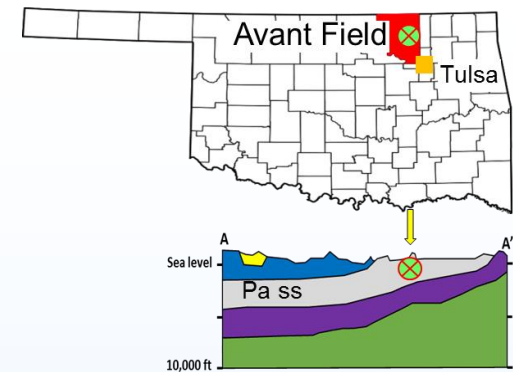 Avant Field
Tulsa
A
A'
Sea level
Pa ss
10,000 ft